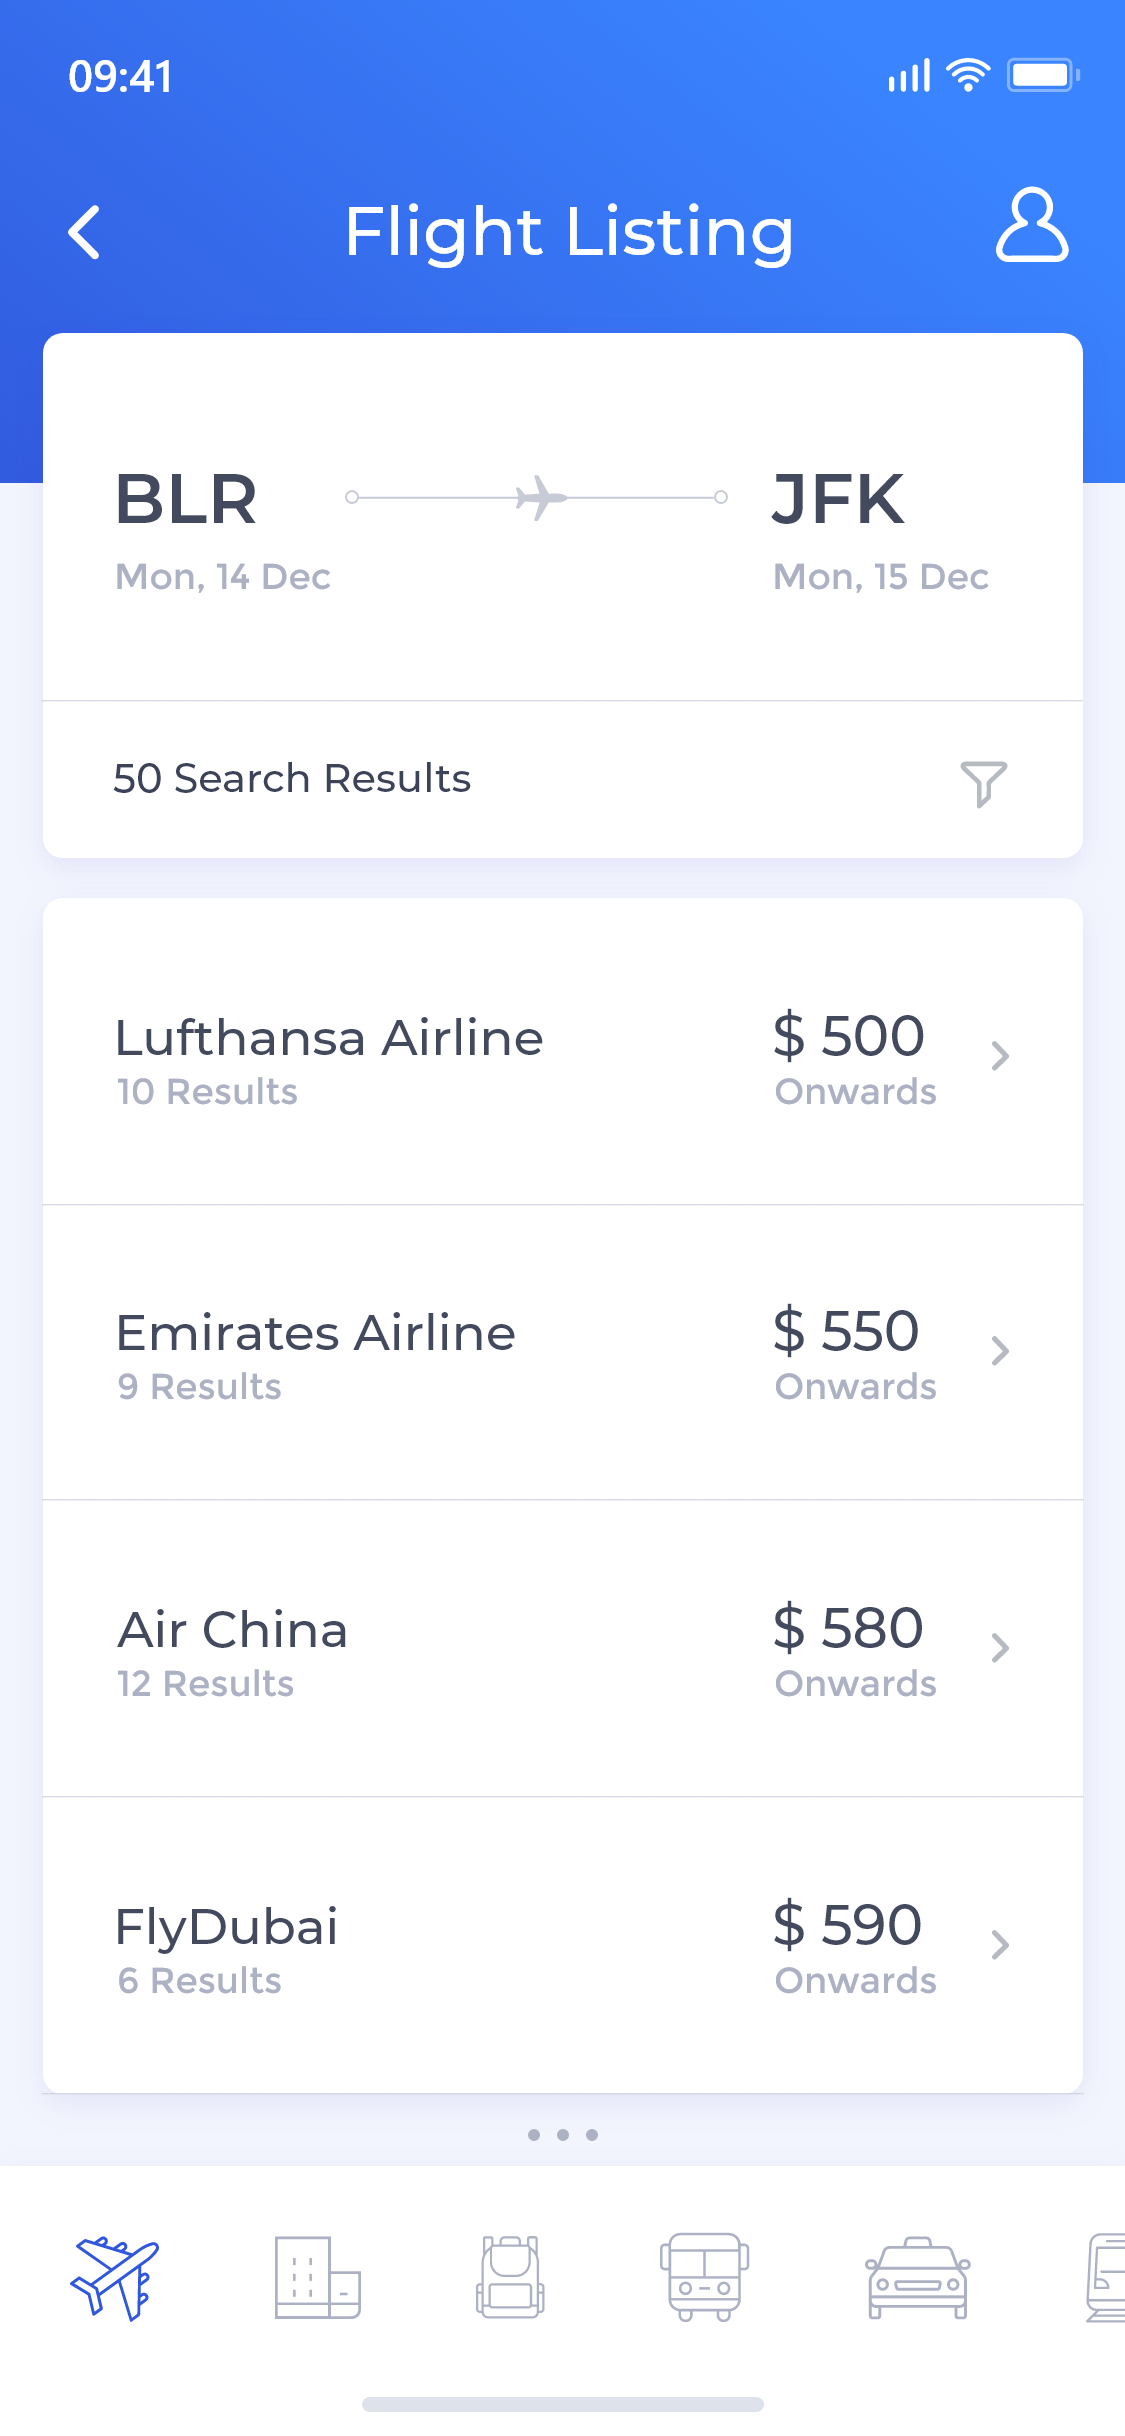 09:41
Flight Listing
BLR
JFK
Mon, 14 Dec
Mon, 15 Dec
50 Search Results
Lufthansa Airline
$ 500
10 Results
Onwards
Emirates Airline
$ 550
9 Results
Onwards
Air China
$ 580
12 Results
Onwards
FlyDubai
$ 590
6 Results
Onwards